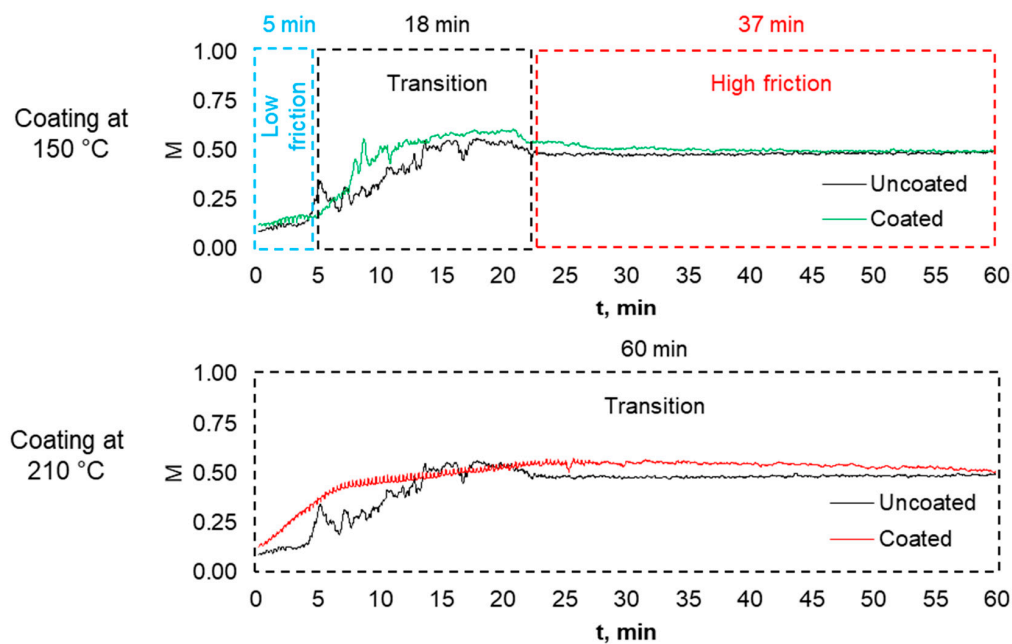 5 min 18 min 37 min
Coating at
150 °C
M
1.00
0.75
0.50
0.25
0.00
Low
friction
Transition
High friction
Uncoated
Coated
0 5 10 15 20 25 30 35 40 45 50 55 60
t, min
60 min
Coating at
210 °C
M
1.00
0.75
0.50
0.25
0.00
Transition
Uncoated
Coated
0 5 10 15 20 25 30 35 40 45 50 55 60
t, min